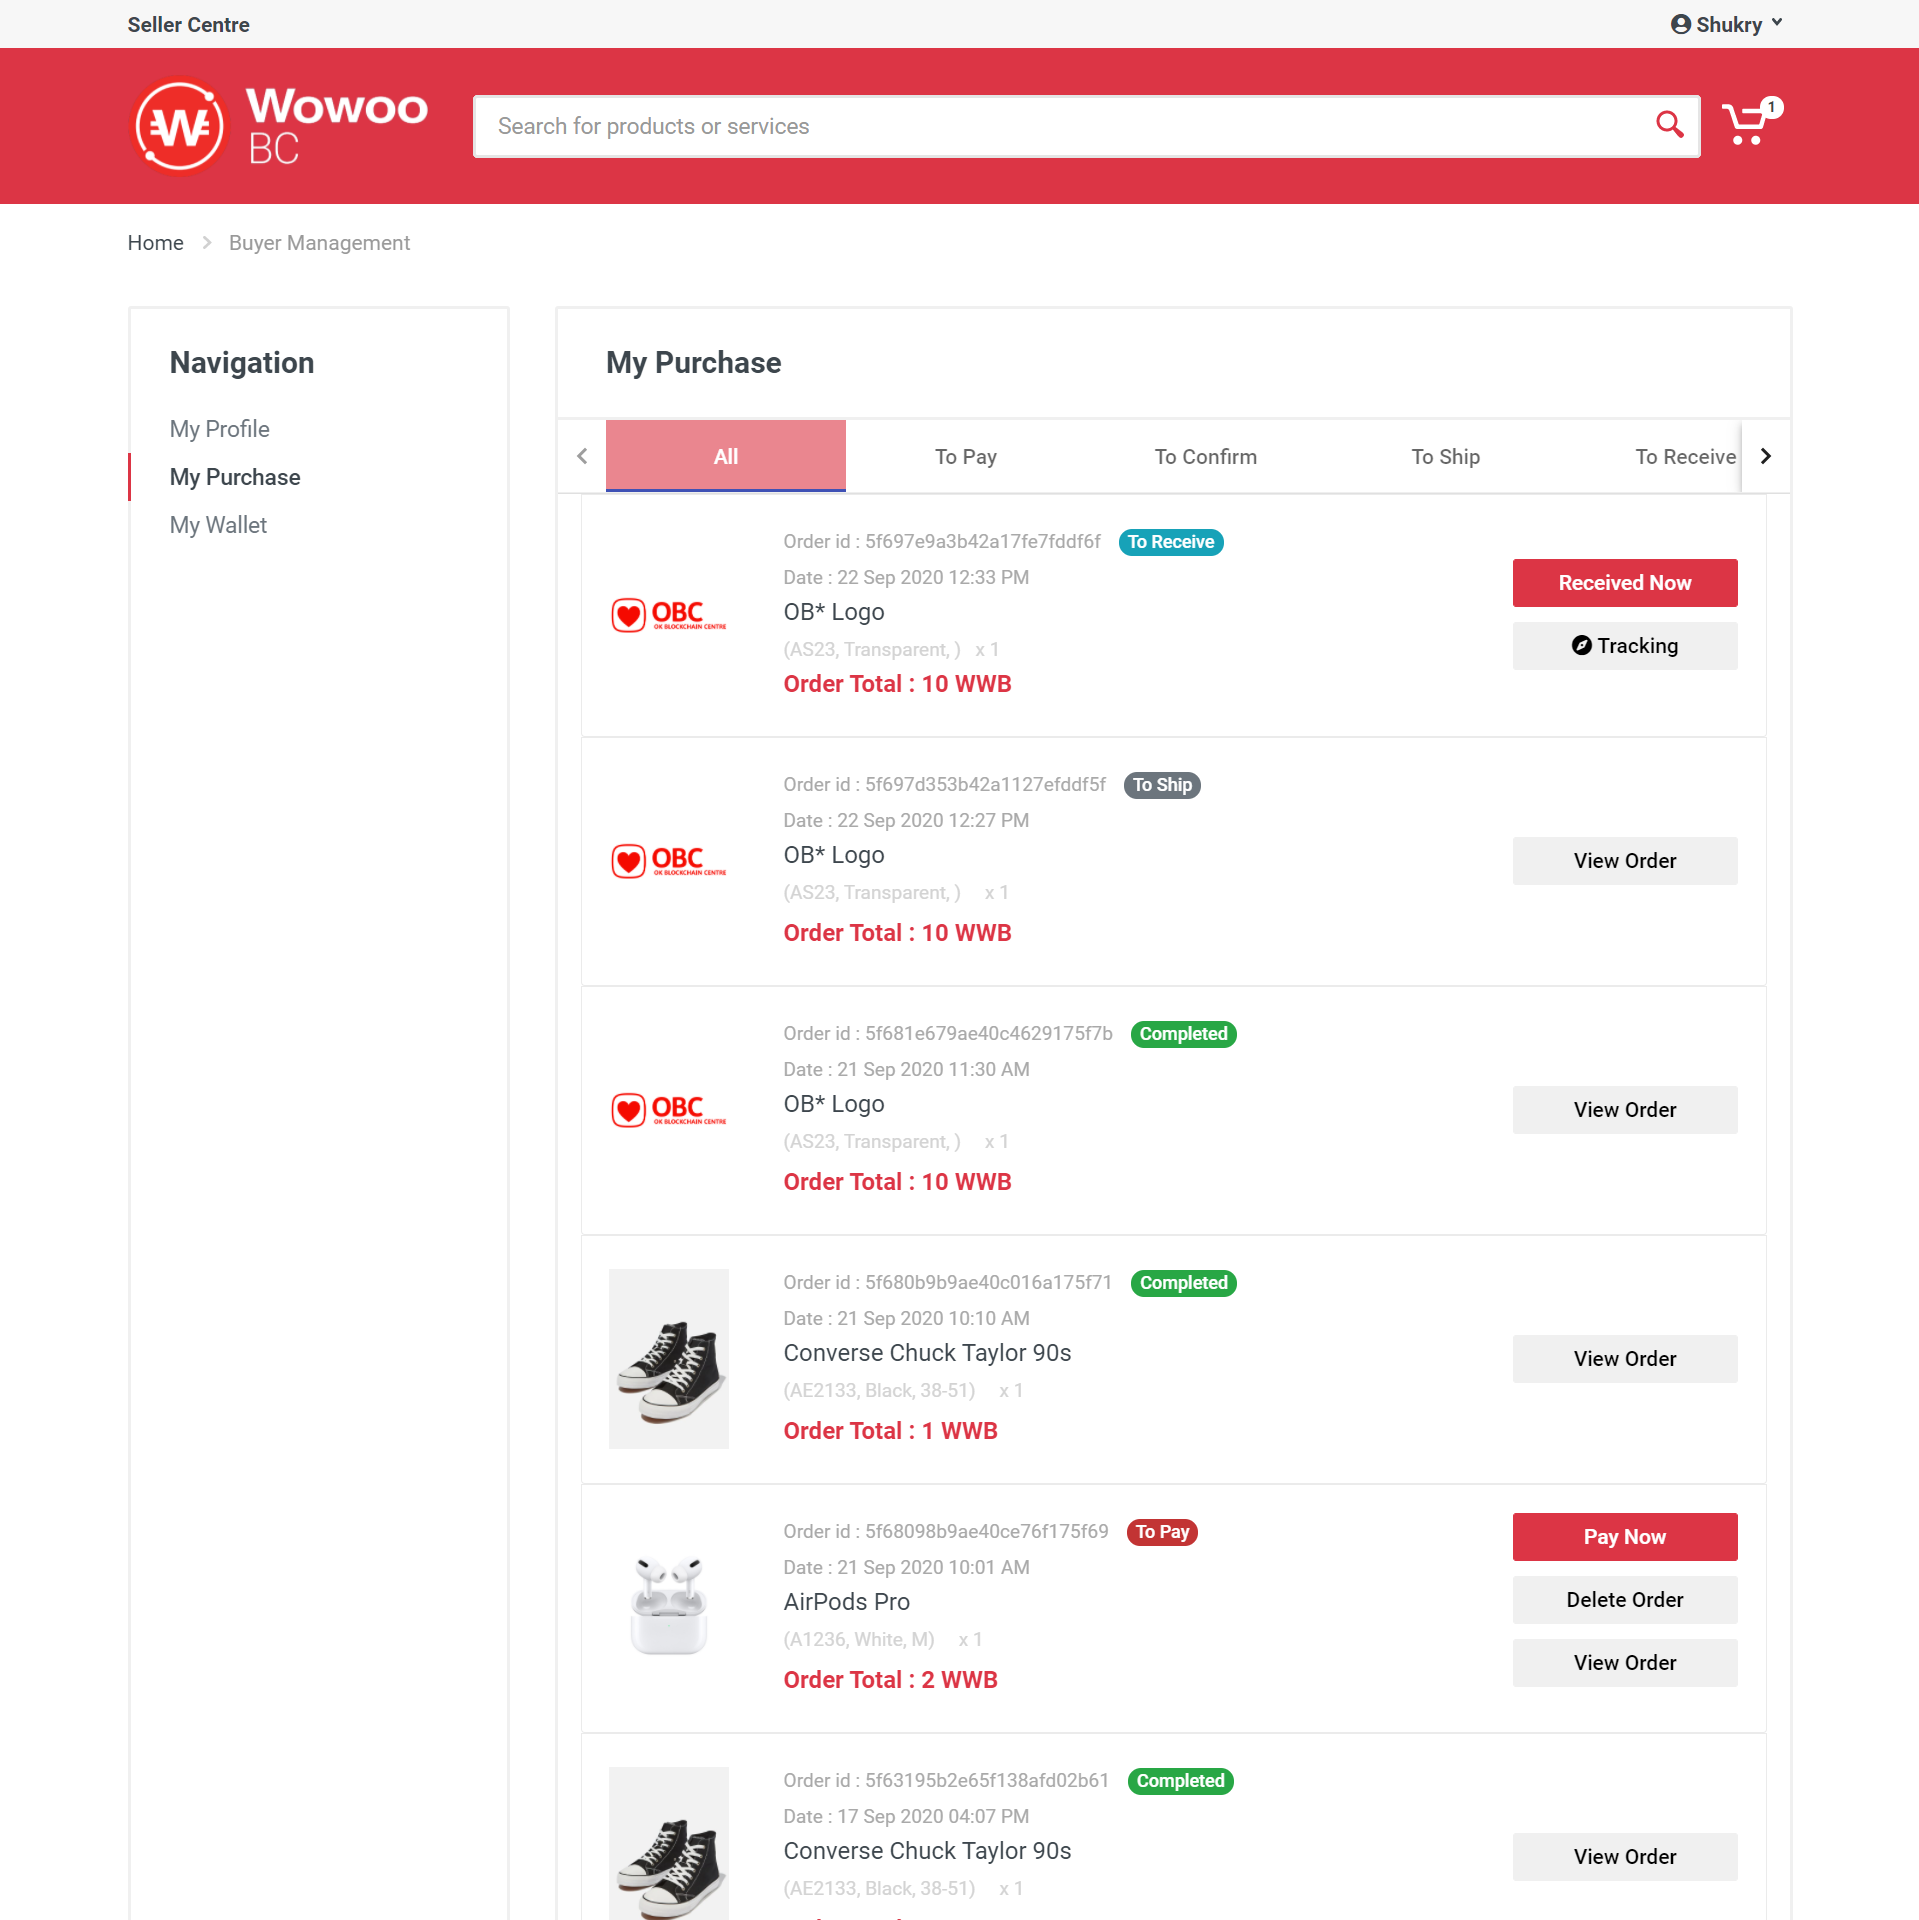 Seller Centre
Shukry
Wowoo
BC
Search for products or services
1
Home
Buyer Management
Navigation
My Profile
My Purchase
My Wallet
My Purchase
All
To Pay
To Confirm
To Ship
To Receive
Order id : 5f697e9a3b42a17fe7fddf6f To Receive
Date : 22 Sep 2020 12:33 PM
OB* Logo
(AS23, Transparent, ) x 1
Order Total : 10 WWB
OBC
OK BLOCKCHAIN CENTRE
Received Now
Tracking
Order id : 5f697d353b42a1127efddf5f To Ship
Date : 22 Sep 2020 12:27 PM
OB* Logo
(AS23, Transparent, ) x 1
Order Total : 10 WWB
OBC
OK BLOCKCHAIN CENTRE
View Order
Order id : 5f681e679ae40c4629175f7b Completed
Date : 21 Sep 2020 11:30 AM
OB* Logo
(AS23, Transparent, ) x 1
Order Total : 10 WWB
OBC
OK BLOCKCHAIN CENTRE
View Order
Order id : 5f680b9b9ae40c016a175f71 Completed
Date : 21 Sep 2020 10:10 AM
Converse Chuck Taylor 90s
(AE2133, Black, 38-51) x 1
Order Total : 1 WWB
View Order
Order id : 5f68098b9ae40ce76f175f69 To Pay
Date : 21 Sep 2020 10:01 AM
AirPods Pro
(A1236, White, M) x 1
Order Total : 2 WWB
Pay Now
Delete Order
View Order
Order id : 5f63195b2e65f138afd02b61 Completed
Date : 17 Sep 2020 04:07 PM
Converse Chuck Taylor 90s
(AE2133, Black, 38-51) x 1
View Order